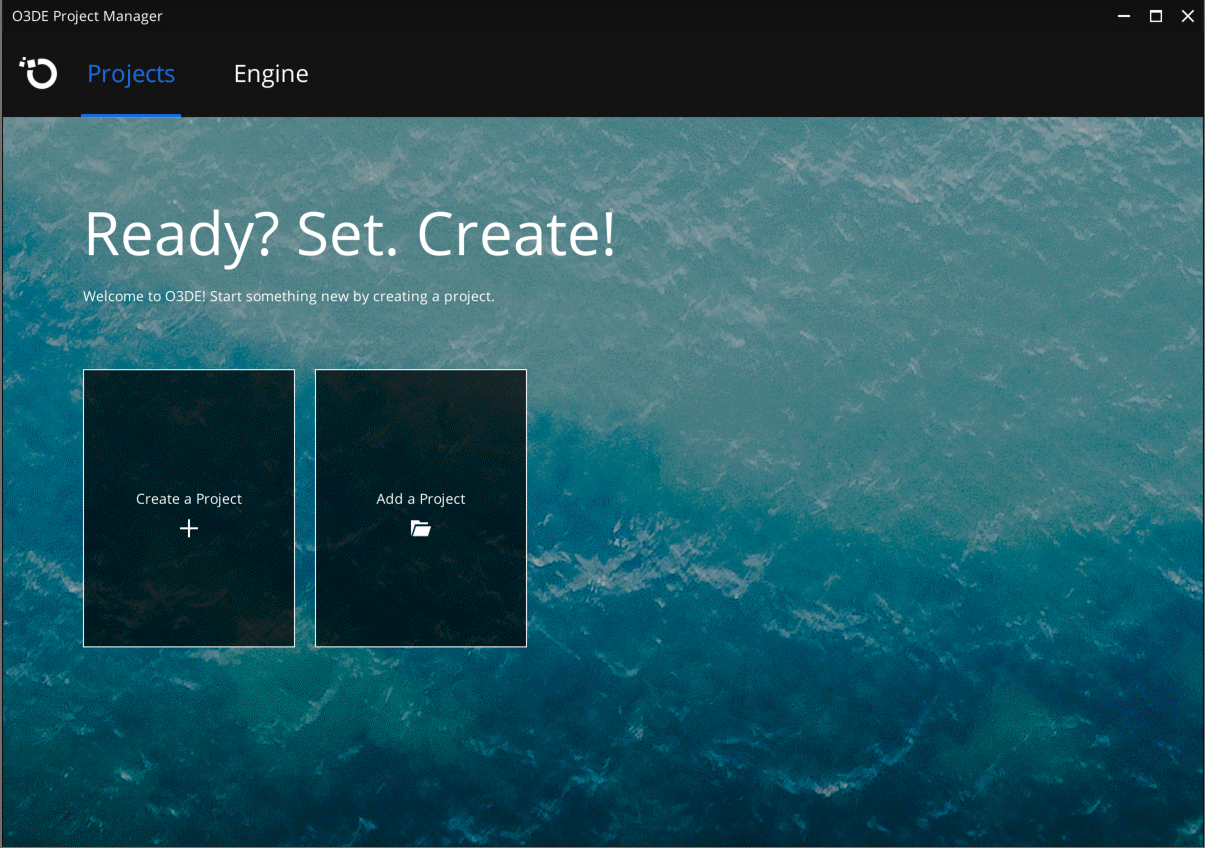 O3DE Project Manager
Projects
Engine
Ready? Set. Create!
Welcome to O3DE! Start something new by creating a project.
Create a Project
Add a Project